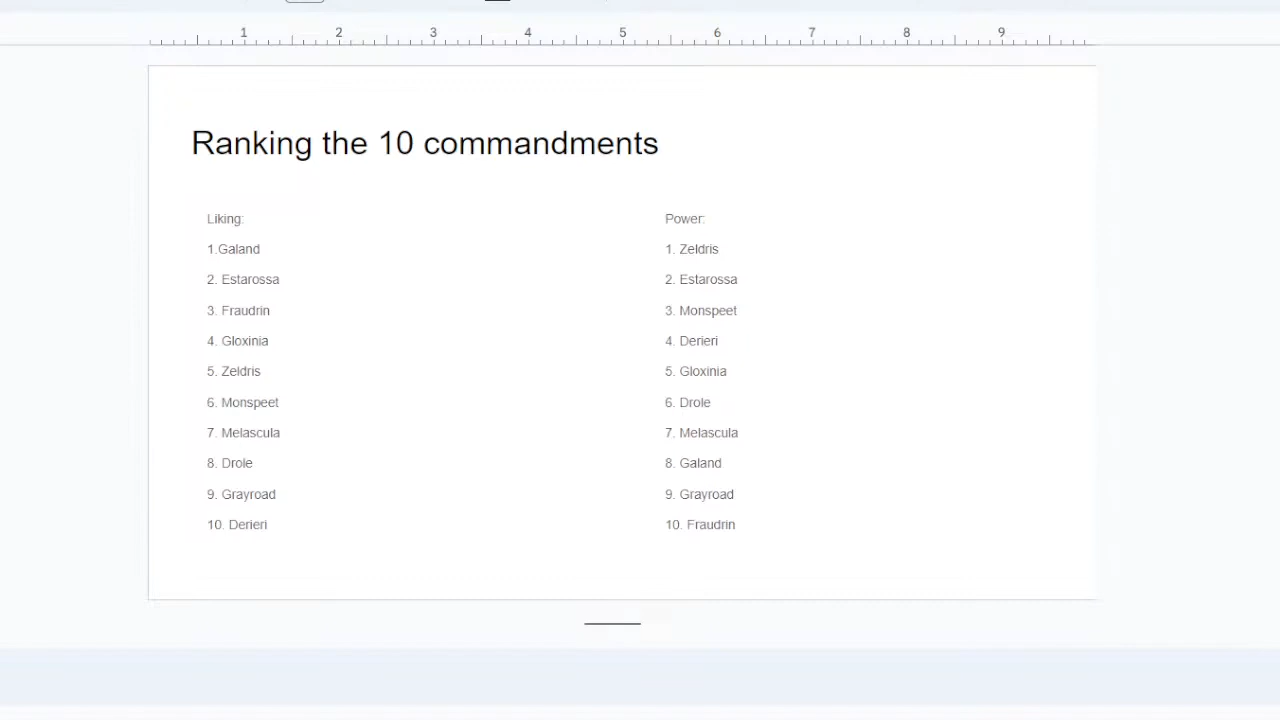 1 2 3 4 5 6 7 8 9
Ranking the 10 commandments
Liking:
1.Galand
2. Estarossa
3. Fraudrin
4. Gloxinia
5. Zeldris
6. Monspeet
7. Melascula
8. Drole
9. Grayroad
10. Derieri
Power:
1. Zeldris
2. Estarossa
3. Monspeet
4. Derieri
5. Gloxinia
6. Drole
7. Melascula
8. Galand
9. Grayroad
10. Fraudrin